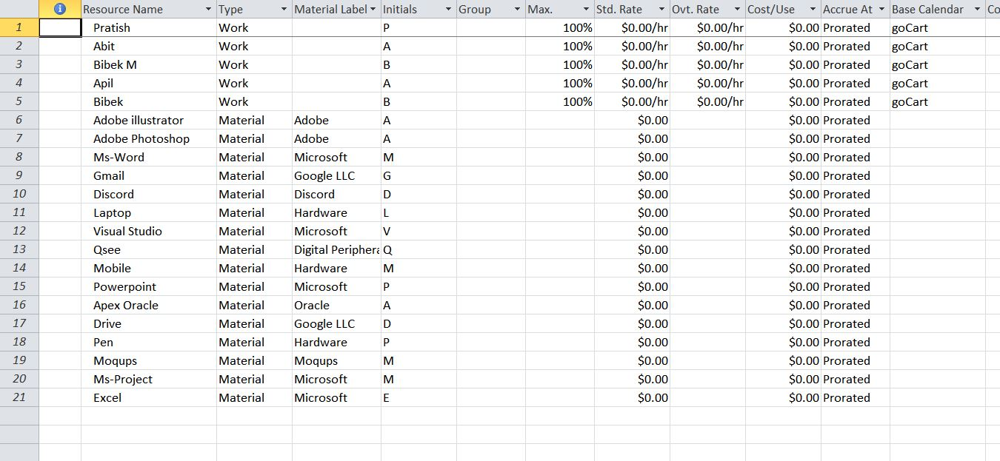 i Resource Name Type Material Label Initials Group Max. Std. Rate Ovt. Rate Cost/Use Accrue At Base Calendar Co
1 Pratish Work P 100% $0.00/hr $0.00/hr $0.00 Prorated goCart
2 Abit Work A 100% $0.00/hr $0.00/hr $0.00 Prorated goCart
3 Bibek M Work B 100% $0.00/hr $0.00/hr $0.00 Prorated goCart
4 Apil Work A 100% $0.00/hr $0.00/hr $0.00 Prorated goCart
5 Bibek Work B 100% $0.00/hr $0.00/hr $0.00 Prorated goCart
6 Adobe illustrator Material Adobe A $0.00 $0.00 Prorated
7 Adobe Photoshop Material Adobe A $0.00 $0.00 Prorated
8 Ms-Word Material Microsoft M $0.00 $0.00 Prorated
9 Gmail Material Google LLC G $0.00 $0.00 Prorated
10 Discord Material Discord D $0.00 $0.00 Prorated
11 Laptop Material Hardware L $0.00 $0.00 Prorated
12 Visual Studio Material Microsoft V $0.00 $0.00 Prorated
13 Qsee Material Digital Periphera Q $0.00 $0.00 Prorated
14 Mobile Material Hardware M $0.00 $0.00 Prorated
15 Powerpoint Material Microsoft P $0.00 $0.00 Prorated
16 Apex Oracle Material Oracle A $0.00 $0.00 Prorated
17 Drive Material Google LLC D $0.00 $0.00 Prorated
18 Pen Material Hardware P $0.00 $0.00 Prorated
19 Moqups Material Moqups M $0.00 $0.00 Prorated
20 Ms-Project Material Microsoft M $0.00 $0.00 Prorated
21 Excel Material Microsoft E $0.00 $0.00 Prorated